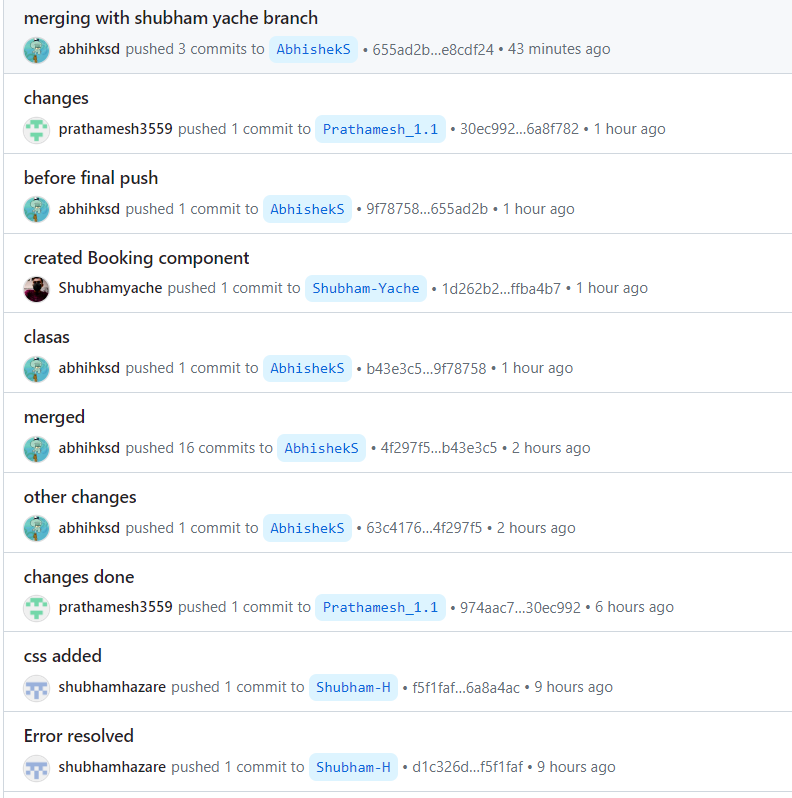 merging with shubham yache branch
abhihksd pushed 3 commits to AbhishekS • 655ad2b...e8cdf24 • 43 minutes ago
changes
prathamesh3559 pushed 1 commit to Prathamesh_1.1 • 30ec992...6a8f782 • 1 hour ago
before final push
abhihksd pushed 1 commit to AbhishekS • 9f78758...655ad2b • 1 hour ago
created Booking component
Shubhamyache pushed 1 commit to Shubham-Yache • 1d262b2...ffba4b7 • 1 hour ago
clasas
abhihksd pushed 1 commit to AbhishekS • b43e3c5...9f78758 • 1 hour ago
merged
abhihksd pushed 16 commits to AbhishekS • 4f297f5...b43e3c5 • 2 hours ago
other changes
abhihksd pushed 1 commit to AbhishekS • 63c4176...4f297f5 • 2 hours ago
changes done
prathamesh3559 pushed 1 commit to Prathamesh_1.1 • 974aac7...30ec992 • 6 hours ago
css added
shubhamhazare pushed 1 commit to Shubham-H • f5f1faf...6a8a4ac • 9 hours ago
Error resolved
shubhamhazare pushed 1 commit to Shubham-H • d1c326d...f5f1faf • 9 hours ago